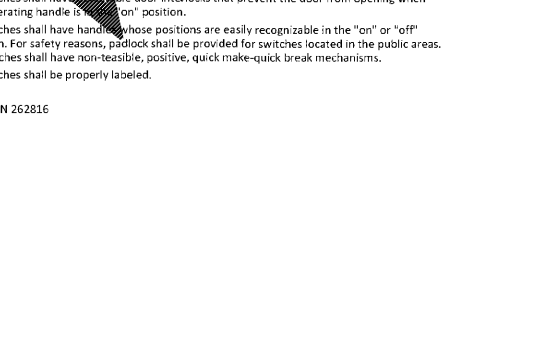 ches shall have handles whose positions are easily recognizable in the "on" or "off"
n. For safety reasons, padlock shall be provided for switches located in the public areas.
ches shall have non-teasible, positive, quick make-quick break mechanisms.
ches shall be properly labeled.
N 262816
erating handle is "on" position.